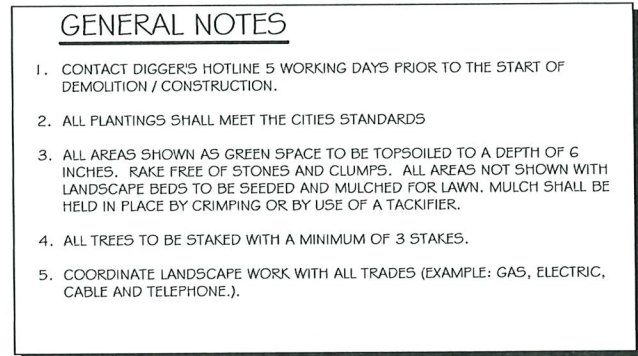 GENERAL NOTES
1. CONTACT DIGGER'S HOTLINE 5 WORKING DAYS PRIOR TO THE START OF
DEMOLITION / CONSTRUCTION.
2. ALL PLANTINGS SHALL MEET THE CITIES STANDARDS
3. ALL AREAS SHOWN AS GREEN SPACE TO BE TOPSOILED TO A DEPTH OF 6
INCHES. RAKE FREE OF STONES AND CLUMPS. ALL AREAS NOT SHOWN WITH
LANDSCAPE BEDS TO BE SEEDED AND MULCHED FOR LAWN. MULCH SHALL BE
HELD IN PLACE BY CRIMPING OR BY USE OF A TACKIFIER.
4. ALL TREES TO BE STAKED WITH A MINIMUM OF 3 STAKES.
5. COORDINATE LANDSCAPE WORK WITH ALL TRADES (EXAMPLE: GAS, ELECTRIC,
CABLE AND TELEPHONE.).